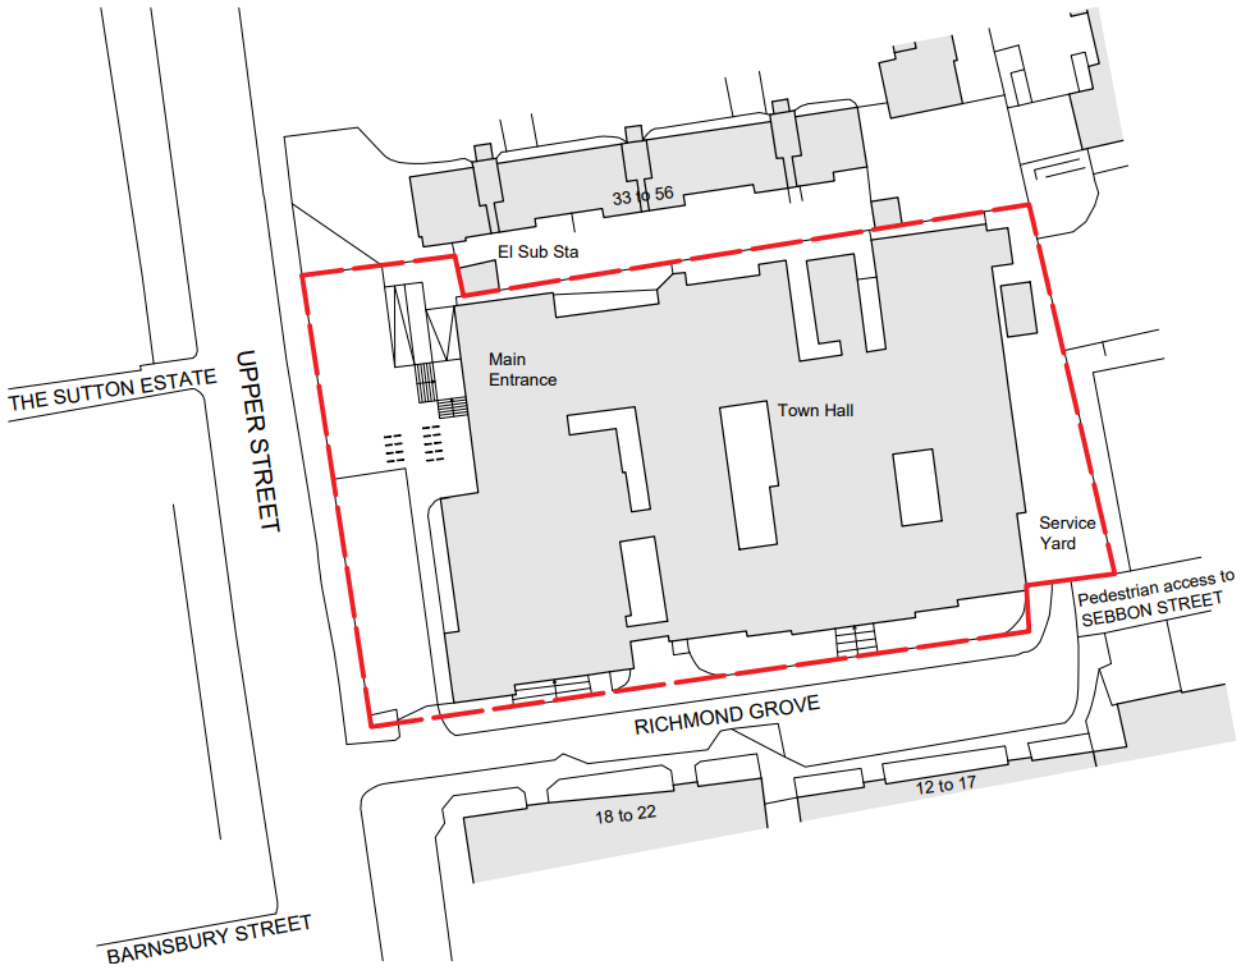 33 to 56
El Sub Sta
Main
Entrance
THE SUTTON ESTATE
UPPER STREET
Town Hall
Service
Yard
Pedestrian access to
SEBBON STREET
RICHMOND GROVE
12 to 17
18 to 22
BARNSBURY STREET